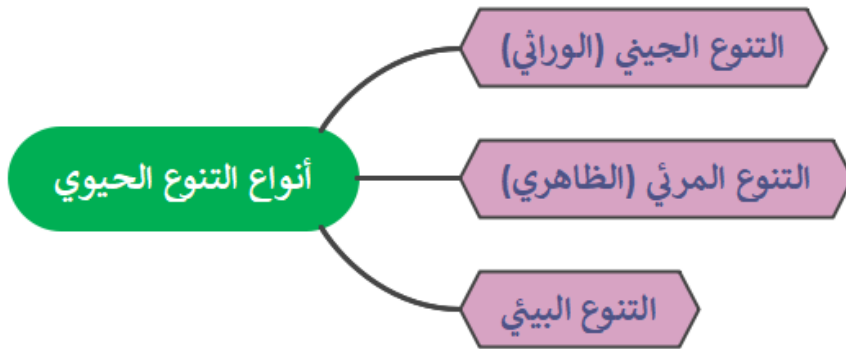 أنواع التنوع الحيوي
التنوع الجيني (الوراثي)
التنوع المرئي (الظاهري)
التنوع البيئي